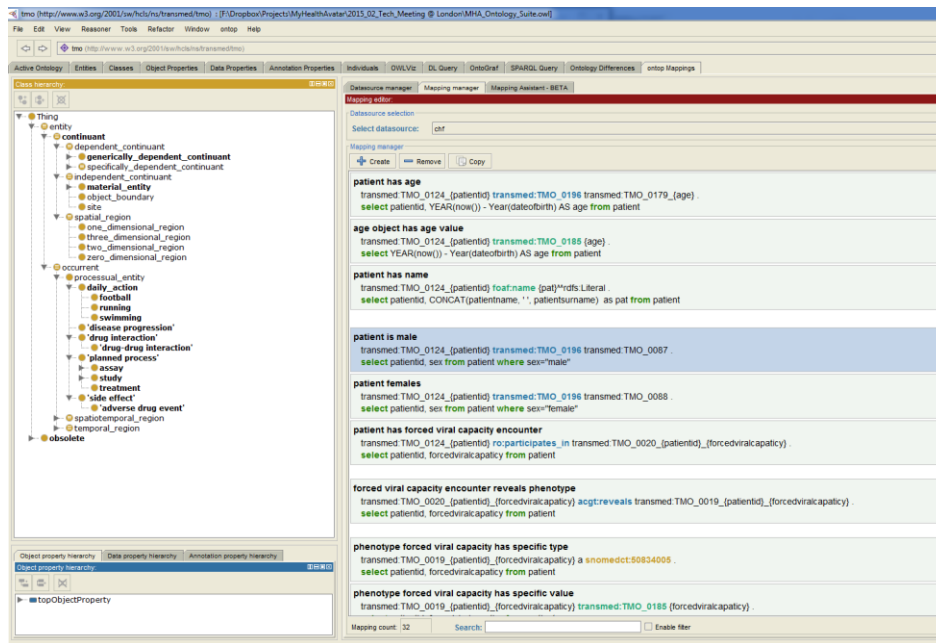 tmo (http://www.w3.org/2001/sw/hcls/ns/transmed/tmo) : [F:\Dropbox\Projects\MyHealthAvatar\2015_02_Tech_Meeting @ London\MHA_Ontology_Suite.owl]
File Edit View Reasoner Tools Refactor Window ontop Help
tmo (http://www.w3.org/2001/sw/hcls/ns/transmed/tmo)
Active Ontology Entities Classes Object Properties Data Properties Annotation Properties Individuals OWLViz DL Query OntoGraf SPARQL Query Ontology Differences ontop Mappings
Class hierarchy:
Thing
entity
continuant
dependent_continuant
generically_dependent_continuant
specifically_dependent_continuant
independent_continuant
material_entity
object_boundary
site
spatial_region
one_dimensional_region
three_dimensional_region
two_dimensional_region
zero_dimensional_region
occurrent
processual_entity
daily_action
football
running
swimming
'disease progression'
'drug interaction'
'drug-drug interaction'
'planned process'
assay
study
treatment
'side effect'
'adverse drug event'
spatiotemporal_region
temporal_region
obsolete
Object property hierarchy Data property hierarchy Annotation property hierarchy
Object property hierarchy:
topObjectProperty
Datasource manager Mapping manager Mapping Assistent - BETA
Mapping editor:
Datasource selection
Select datasource: chf
Mapping manager
Create Remove Copy
patient has age
transmed:TMO_0124_{patientid} transmed:TMO_0196 transmed:TMO_0179_{age} .
select patientid, YEAR(now()) - Year(dateofbirth) AS age from patient
age object has age value
transmed:TMO_0124_{patientid} transmed:TMO_0185 {age} .
select YEAR(now()) - Year(dateofbirth) AS age from patient
patient has name
transmed:TMO_0124_{patientid} foaf:name {pat}^^rdfs:Literal .
select patientid, CONCAT(patientname, ' ', patientsurname) as pat from patient
patient is male
transmed:TMO_0124_{patientid} transmed:TMO_0196 transmed:TMO_0087 .
select patientid, sex from patient where sex="male"
patient females
transmed:TMO_0124_{patientid} transmed:TMO_0196 transmed:TMO_0088 .
select patientid, sex from patient where sex="female"
patient has forced viral capacity encounter
transmed:TMO_0124_{patientid} ro:participates_in transmed:TMO_0020_{patientid}_{forcedviralcapaticy} .
select patientid, forcedviralcapaticy from patient
forced viral capacity encounter reveals phenotype
transmed:TMO_0020_{patientid}_{forcedviralcapaticy} acgt:reveals transmed:TMO_0019_{patientid}_{forcedviralcapaticy} .
select patientid, forcedviralcapaticy from patient
phenotype forced viral capacity has specific type
transmed:TMO_0019_{patientid}_{forcedviralcapaticy} a snomedct:50834005 .
select patientid, forcedviralcapaticy from patient
phenotype forced viral capacity has specific value
transmed:TMO_0019_{patientid}_{forcedviralcapaticy} transmed:TMO_0185 {forcedviralcapaticy} .
Mapping count: 32 Search: Enable filter